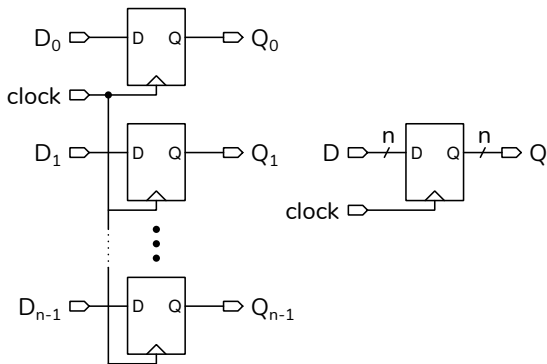 D₀ D Q Q₀
clock
D₁ D Q Q₁
Dₙ₋₁ D Q Qₙ₋₁
n n
D D Q Q
clock